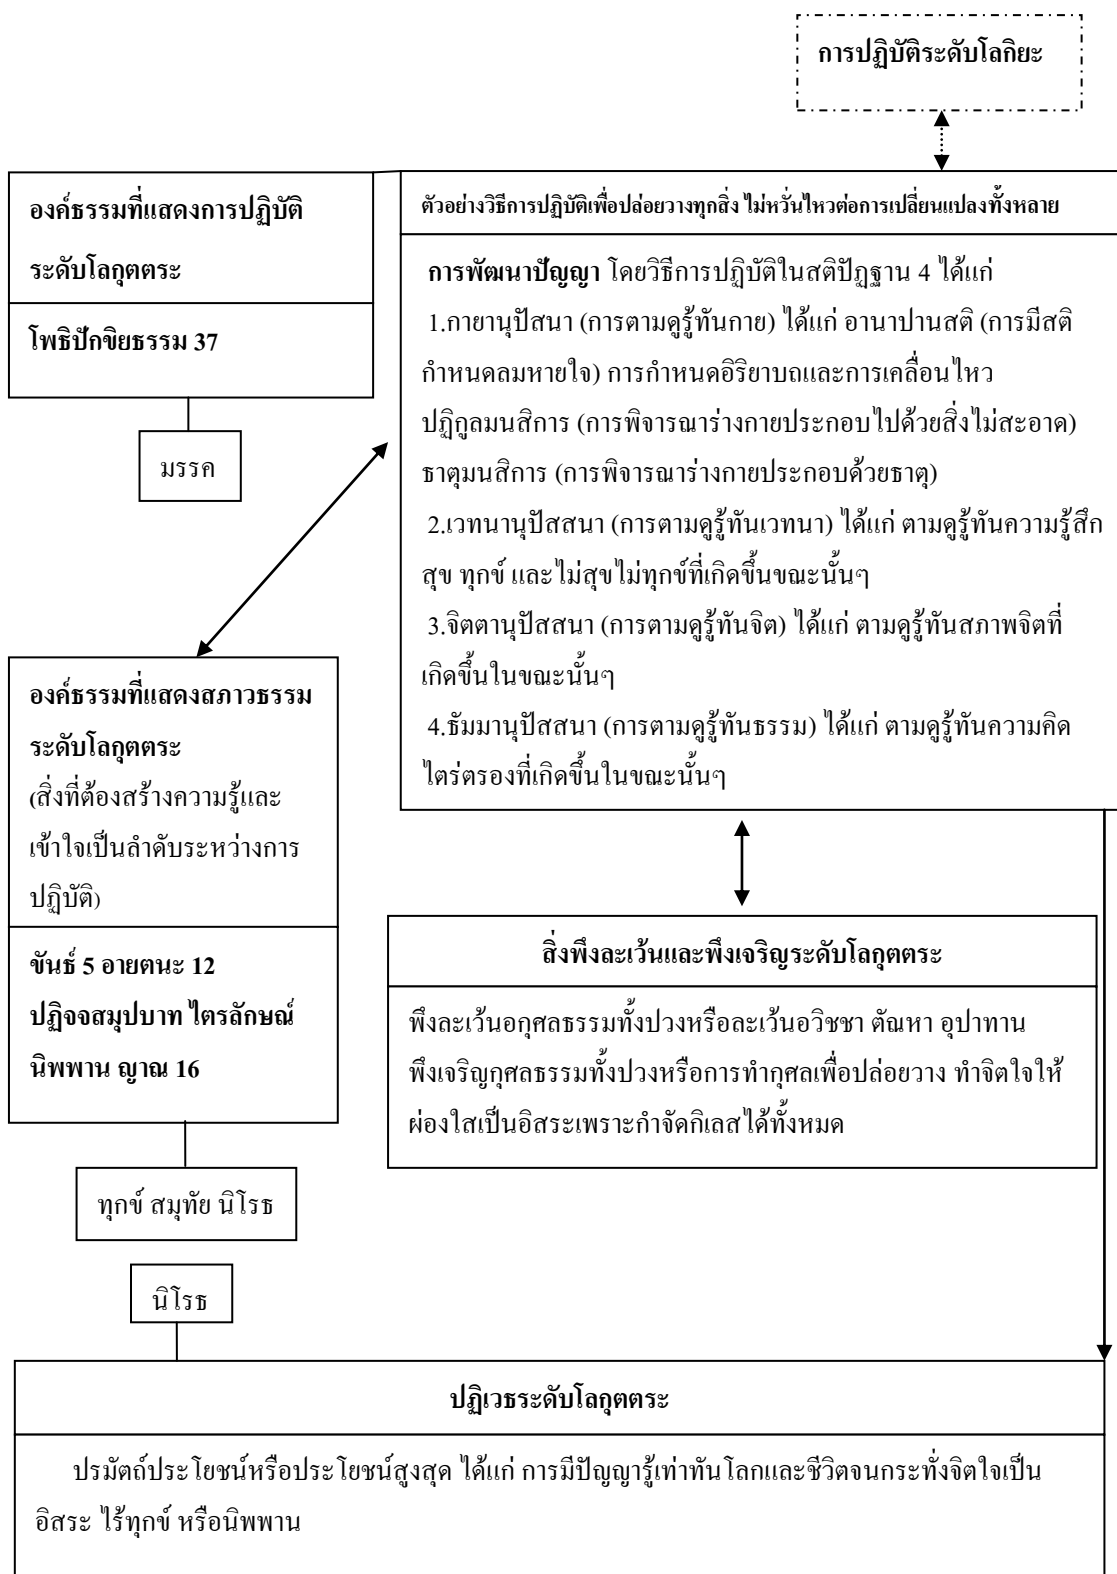 การปฏิบัติระดับโลกิยะ
องค์ธรรมที่แสดงการปฏิบัติ
ระดับโลกุตตระ
โพธิปักขิยธรรม 37
มรรค
ตัวอย่างวิธีการปฏิบัติเพื่อปล่อยวางทุกสิ่ง ไม่หวั่นไหวต่อการเปลี่ยนแปลงทั้งหลาย
การพัฒนาปัญญา โดยวิธีการปฏิบัติในสติปัฏฐาน 4 ได้แก่
1.กายานุปัสนา (การตามดูรู้ทันกาย) ได้แก่ อานาปานสติ (การมีสติ
กำหนดลมหายใจ) การกำหนดอิริยาบถและการเคลื่อนไหว
ปฏิกูลมนสิการ (การพิจารณาร่างกายประกอบไปด้วยสิ่งไม่สะอาด)
ธาตุมนสิการ (การพิจารณาร่างกายประกอบด้วยธาตุ)
2.เวทนานุปัสสนา (การตามดูรู้ทันเวทนา) ได้แก่ ตามดูรู้ทันความรู้สึก
สุข ทุกข์ และไม่สุขไม่ทุกข์ที่เกิดขึ้นขณะนั้นๆ
3.จิตตานุปัสสนา (การตามดูรู้ทันจิต) ได้แก่ ตามดูรู้ทันสภาพจิตที่
เกิดขึ้นในขณะนั้นๆ
4.ธัมมานุปัสสนา (การตามดูรู้ทันธรรม) ได้แก่ ตามดูรู้ทันความคิด
ไตร่ตรองที่เกิดขึ้นในขณะนั้นๆ
องค์ธรรมที่แสดงสภาวธรรม
ระดับโลกุตตระ
(สิ่งที่ต้องสร้างความรู้และ
เข้าใจเป็นลำดับระหว่างการ
ปฏิบัติ)
ขันธ์ 5 อายตนะ 12
ปฏิจจสมุปบาท ไตรลักษณ์
นิพพาน ญาณ 16
ทุกข์ สมุทัย นิโรธ
สิ่งพึงละเว้นและพึงเจริญระดับโลกุตตระ
พึงละเว้นอกุศลธรรมทั้งปวงหรือละเว้นอวิชชา ตัณหา อุปาทาน
พึงเจริญกุศลธรรมทั้งปวงหรือการทำกุศลเพื่อปล่อยวาง ทำจิตใจให้
ผ่องใสเป็นอิสระเพราะกำจัดกิเลสได้ทั้งหมด
นิโรธ
ปฏิเวธระดับโลกุตตระ
ปรมัตถ์ประโยชน์หรือประโยชน์สูงสุด ได้แก่ การมีปัญญารู้เท่าทันโลกและชีวิตจนกระทั่งจิตใจเป็น
อิสระ ไร้ทุกข์ หรือนิพพาน